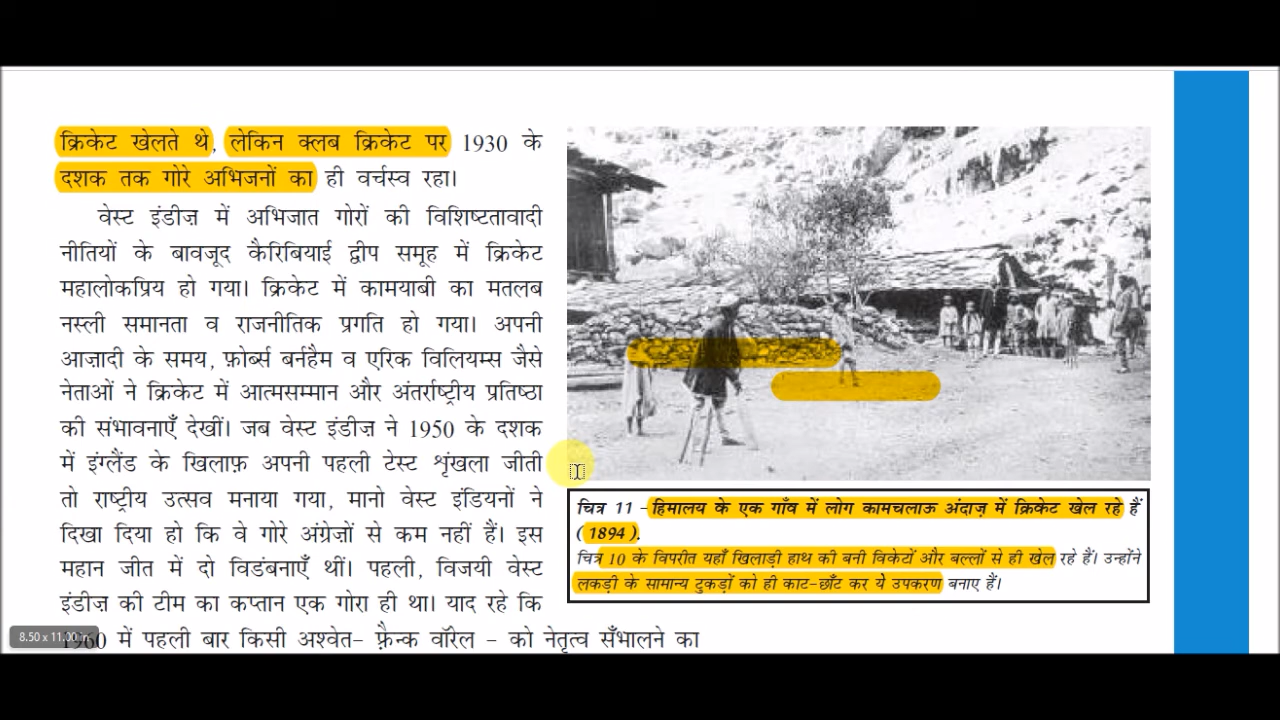 क्रिकेट खेलते थे, लेकिन क्लब क्रिकेट पर 1930 के
दशक तक गोरे अभिजनों का ही वर्चस्व रहा।
वेस्ट इंडीज़ में अभिजात गोरों की विशिष्टतावादी
नीतियों के बावजूद कैरिबियाई द्वीप समूह में क्रिकेट
महालोकप्रिय हो गया। क्रिकेट में कामयाबी का मतलब
नस्ली समानता व राजनीतिक प्रगति हो गया। अपनी
आज़ादी के समय, फ़ोर्ब्स बर्नहैम व एरिक विलियम्स जैसे
नेताओं ने क्रिकेट में आत्मसम्मान और अंतर्राष्ट्रीय प्रतिष्ठा
की संभावनाएँ देखीं। जब वेस्ट इंडीज़ ने 1950 के दशक
में इंग्लैंड के खिलाफ़ अपनी पहली टेस्ट शृंखला जीती
तो राष्ट्रीय उत्सव मनाया गया, मानो वेस्ट इंडियनों ने
दिखा दिया हो कि वे गोरे अंग्रेजों से कम नहीं हैं। इस
महान जीत में दो विडंबनाएँ थीं। पहली, विजयी वेस्ट
इंडीज़ की टीम का कप्तान एक गोरा ही था। याद रहे कि
1960 में पहली बार किसी अश्वेत– फ़्रैन्क वॉरेल – को नेतृत्व सँभालने का
8.50 x 11.00 in
चित्र 11 –हिमालय के एक गाँव में लोग कामचलाऊ अंदाज़ में क्रिकेट खेल रहे हैं
(1894).
चित्र 10 के विपरीत यहाँ खिलाड़ी हाथ की बनी विकेटों और बल्लों से ही खेल रहे हैं। उन्होंने
लकड़ी के सामान्य टुकड़ों को ही काट-छाँट कर ये उपकरण बनाए हैं।